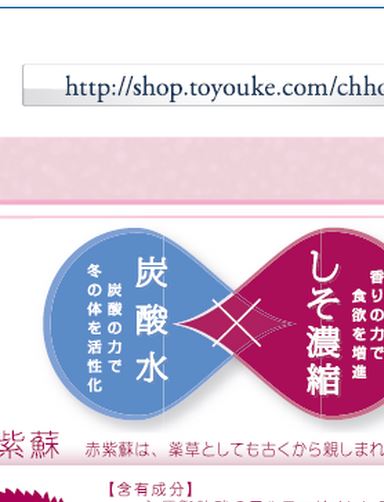 http://shop.toyouke.com/chho
炭酸水
炭酸の力で
冬の体を活性化
香りの力で
食欲を増進
しそ濃縮
紫蘇
赤紫蘇は、薬草としても古くから親しまれ
【含有成分】